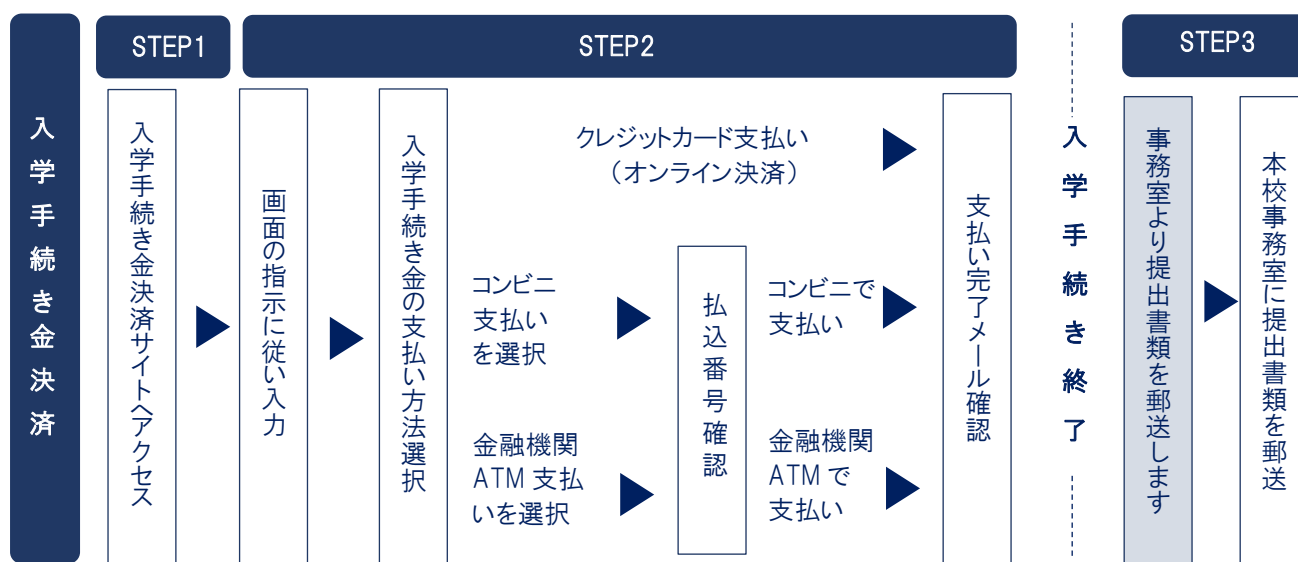 入学手続き金決済
STEP1
入学手続き金決済サイトへアクセス
STEP2
画面の指示に従い入力
入学手続き金の支払い方法選択
クレジットカード支払い
（オンライン決済）
コンビニ
支払い
を選択
金融機関
ATM 支払
いを選択
払込番号確認
コンビニで
支払い
金融機関
ATM で
支払い
支払い完了メール確認
入学手続き終了
STEP3
事務室より提出書類を郵送します
本校事務室に提出書類を郵送